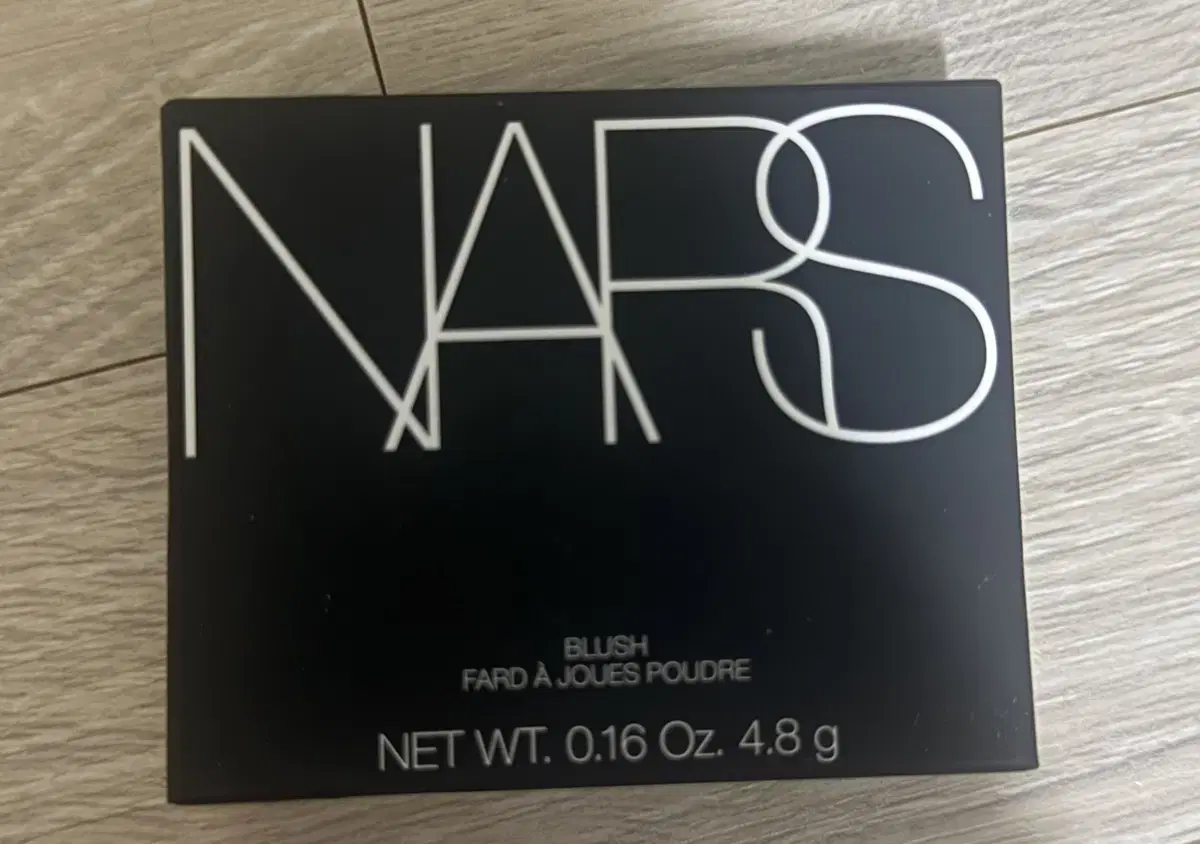 NARS
BLUSH
FARD À JOUES POUDRE
NET WT. 0.16 Oz. 4.8 g